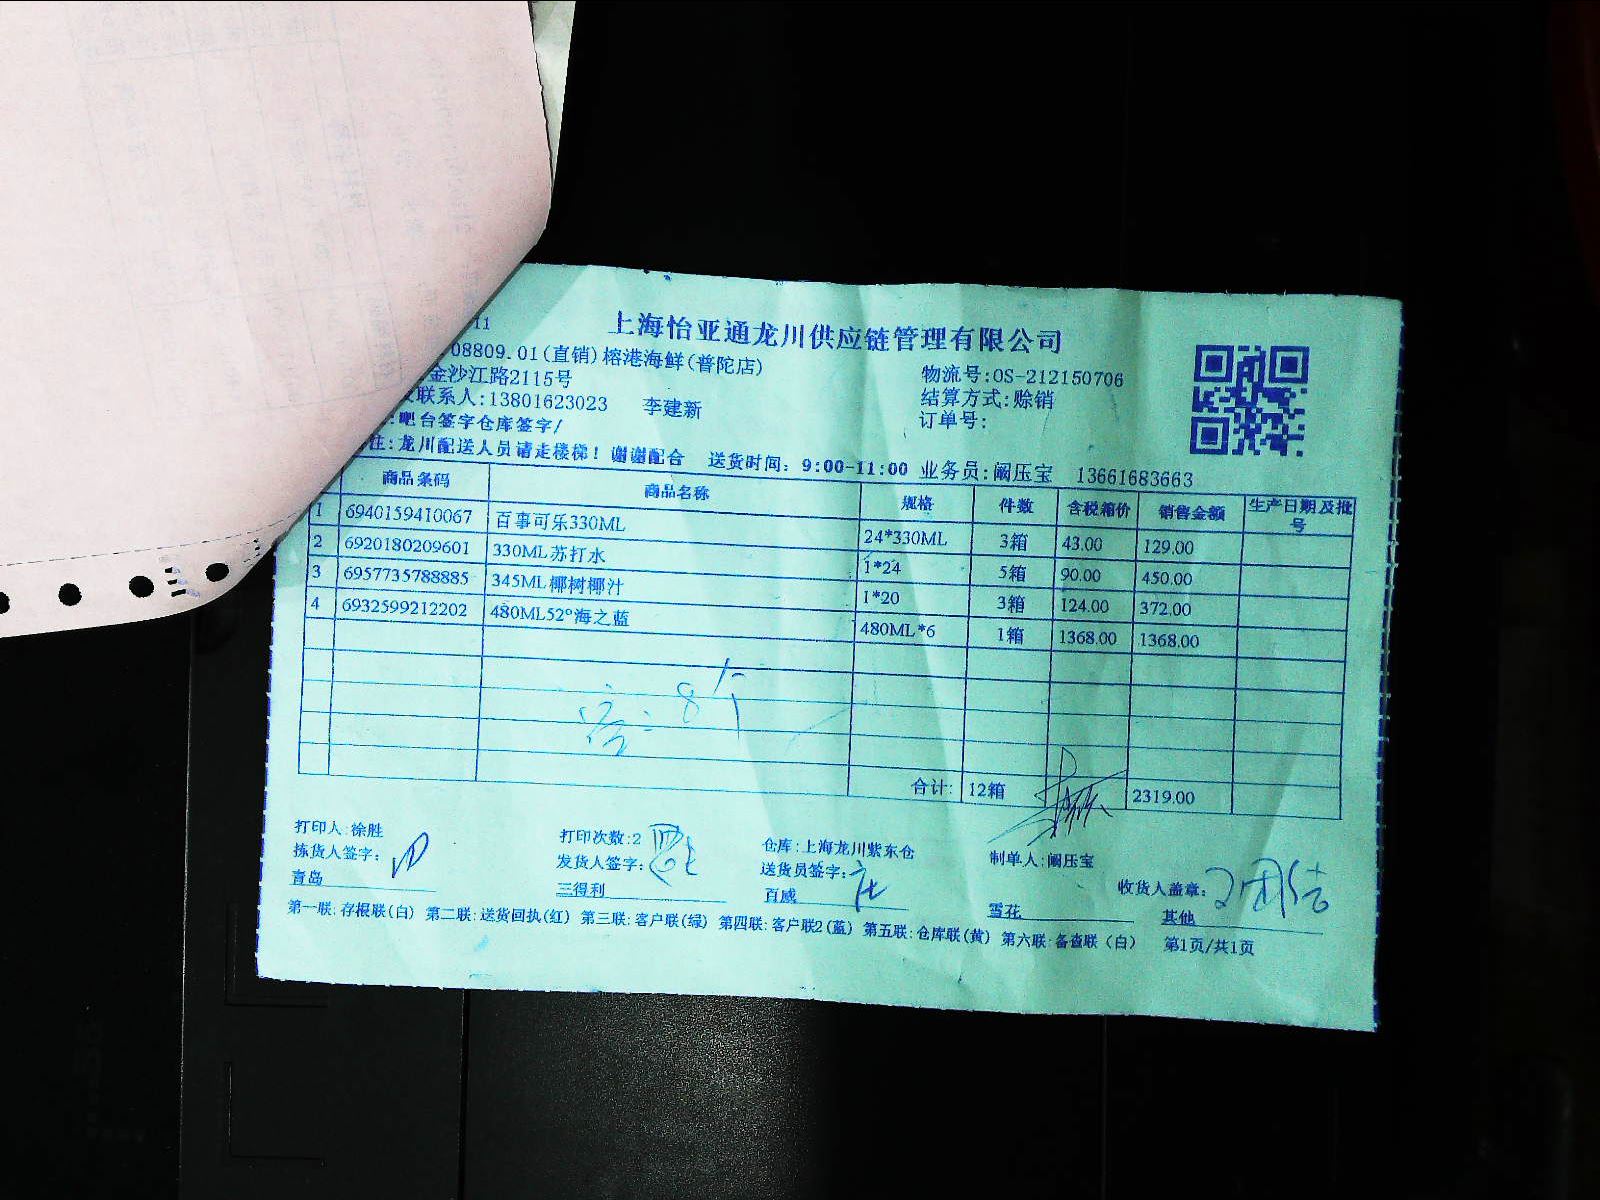 11
上海怡亚通龙川供应链管理有限公司
08809.01(直销)榕港海鲜(普陀店)
金沙江路2115号
物流号:OS-212150706
联系人:13801623023 李建新
结算方式:赊销
:吧台签字仓库签字/
订单号:
注:龙川配送人员请走楼梯!谢谢配合 送货时间:9:00-11:00 业务员:阚压宝 13661683663
商品条码 商品名称 规格 件数 含税箱价 销售金额 生产日期及批号
1 6940159410067 百事可乐330ML 24*330ML 3箱 43.00 129.00
2 6920180209601 330ML苏打水 1*24 5箱 90.00 450.00
3 6957735788885 345ML椰树椰汁 1*20 3箱 124.00 372.00
4 6932599212202 480ML52°海之蓝 480ML*6 1箱 1368.00 1368.00
合计: 12箱 2319.00
打印人:徐胜 打印次数:2 仓库:上海龙川紫东仓 制单人:阚压宝
拣货人签字: 发货人签字: 送货员签字: 收货人盖章:
青岛 三得利 百威 雪花 其他
第一联:存根联(白) 第二联:送货回执(红) 第三联:客户联(绿) 第四联:客户联2(蓝) 第五联:仓库联(黄) 第六联:备查联(白) 第1页/共1页